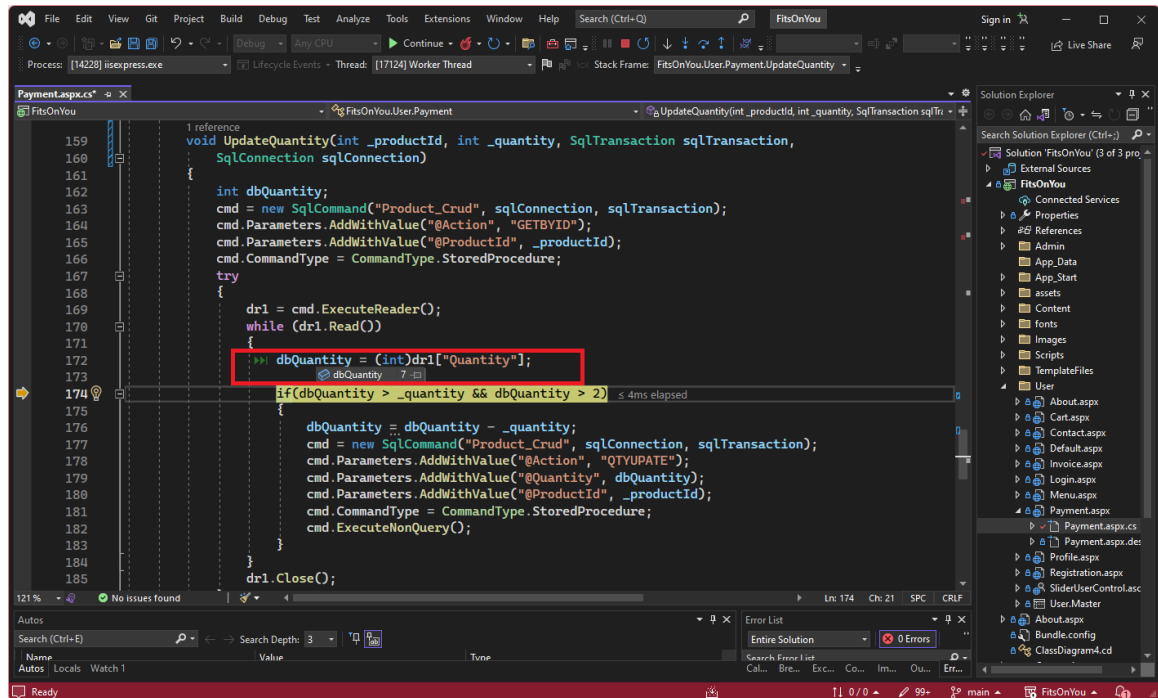 File Edit View Git Project Build Debug Test Analyze Tools Extensions Window Help Search (Ctrl+Q) FitsOnYou Sign in
Debug Any CPU Continue Live Share
Process: [14228] iisexpress.exe Lifecycle Events Thread: [17124] Worker Thread Stack Frame: FitsOnYou.User.Payment.UpdateQuantity
Payment.aspx.cs*
FitsOnYou FitsOnYou.User.Payment UpdateQuantity(int _productId, int _quantity, SqlTransaction sqlTr
1 reference
159 void UpdateQuantity(int _productId, int _quantity, SqlTransaction sqlTransaction,
160 SqlConnection sqlConnection)
161 {
162 int dbQuantity;
163 cmd = new SqlCommand("Product_Crud", sqlConnection, sqlTransaction);
164 cmd.Parameters.AddWithValue("@Action", "GETBYID");
165 cmd.Parameters.AddWithValue("@ProductId", _productId);
166 cmd.CommandType = CommandType.StoredProcedure;
167 try
168 {
169 dr1 = cmd.ExecuteReader();
170 while (dr1.Read())
171 {
172 dbQuantity = (int)dr1["Quantity"];
173 dbQuantity 7
174 if(dbQuantity > _quantity && dbQuantity > 2) ≤ 4ms elapsed
175 {
176 dbQuantity = dbQuantity - _quantity;
177 cmd = new SqlCommand("Product_Crud", sqlConnection, sqlTransaction);
178 cmd.Parameters.AddWithValue("@Action", "QTYUPATE");
179 cmd.Parameters.AddWithValue("@Quantity", dbQuantity);
180 cmd.Parameters.AddWithValue("@ProductId", _productId);
181 cmd.CommandType = CommandType.StoredProcedure;
182 cmd.ExecuteNonQuery();
183 }
184 }
185 dr1.Close();
121 % No issues found Ln: 174 Ch: 21 SPC CRLF
Autos
Search (Ctrl+E) Search Depth: 3
Name Value Type
Autos Locals Watch 1
Error List
Entire Solution 0 Errors
Search Error List
Cal... Bre... Exc... Co... Im... Ou... Err...
Solution Explorer
Search Solution Explorer (Ctrl+;)
Solution 'FitsOnYou' (3 of 3 pro
External Sources
FitsOnYou
Connected Services
Properties
References
Admin
App_Data
App_Start
assets
Content
fonts
Images
Scripts
TemplateFiles
User
About.aspx
Cart.aspx
Contact.aspx
Default.aspx
Invoice.aspx
Login.aspx
Menu.aspx
Payment.aspx
Payment.aspx.cs
Payment.aspx.des
Profile.aspx
Registration.aspx
SliderUserControl.asc
User.Master
About.aspx
Bundle.config
ClassDiagram4.cd
Ready 0 / 0 99+ main FitsOnYou